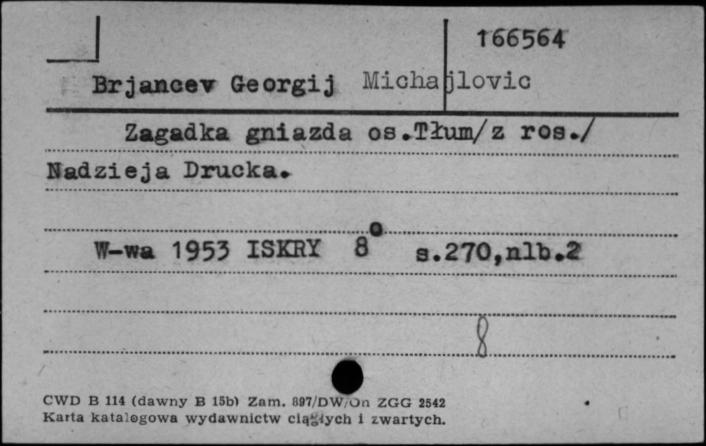 166564
Brjancev Georgij Michajlovic
Zagadka gniazda os.Tłum/z ros./
Nadzieja Drucka.
W-wa 1953 ISKRY 8° s.270,nlb.2
8
CWD B 114 (dawny B 15b) Zam. 897/DW/On ZGG 2542
Karta katalogowa wydawnictw ciągłych i zwartych.